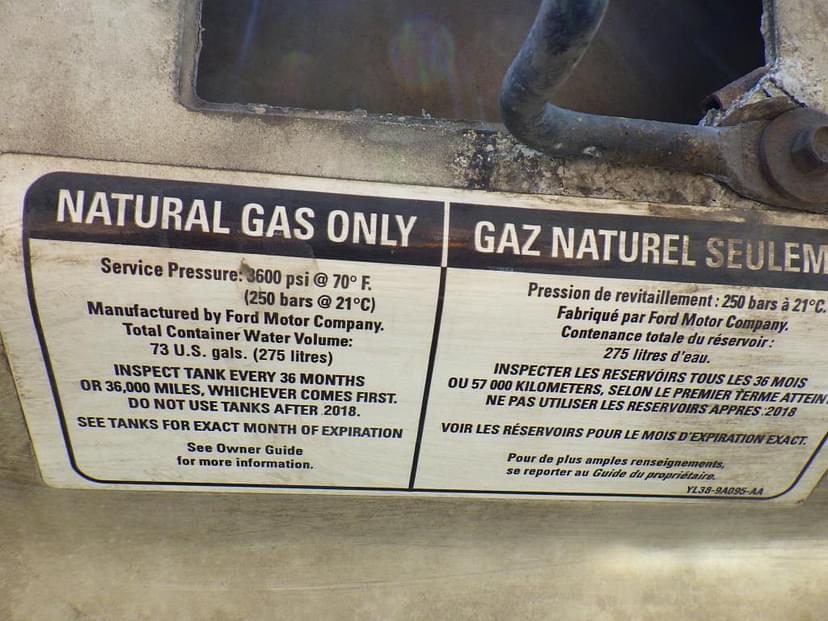 NATURAL GAS ONLY
Service Pressure: 3600 psi @ 70° F.
(250 bars @ 21°C)
Manufactured by Ford Motor Company.
Total Container Water Volume:
73 U.S. gals. (275 litres)
INSPECT TANK EVERY 36 MONTHS
OR 36,000 MILES, WHICHEVER COMES FIRST.
DO NOT USE TANKS AFTER 2018.
SEE TANKS FOR EXACT MONTH OF EXPIRATION
See Owner Guide
for more information.
GAZ NATUREL SEULEM
Pression de revitaillement : 250 bars à 21°C.
Fabriqué par Ford Motor Company.
Contenance totale du réservoir :
275 litres d'eau.
INSPECTER LES RESERVOIRS TOUS LES 36 MOIS
OU 57 000 KILOMETERS, SELON LE PREMIER TERME ATTEIN
NE PAS UTILISER LES RESERVOIRS APPRES 2018
VOIR LES RÉSERVOIRS POUR LE MOIS D'EXPIRATION EXACT.
Pour de plus amples renseignements,
se reporter au Guide du propriétaire.
YL38-9A095-AA